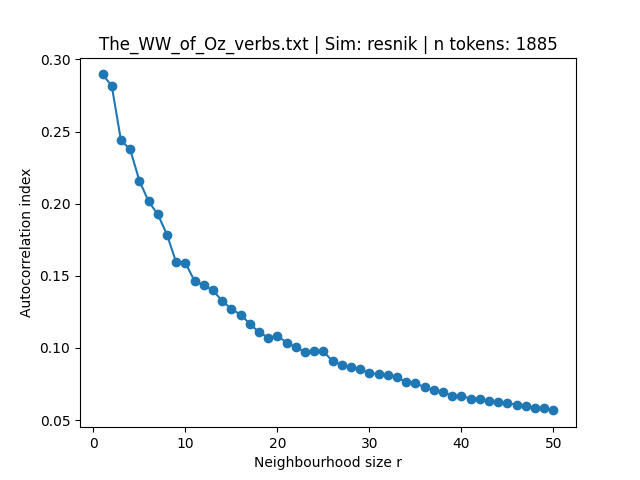 The_WW_of_Oz_verbs.txt | Sim: resnik | n tokens: 1885
0.30
0.25
0.20
0.15
0.10
0.05
Autocorrelation index
0 10 20 30 40 50
Neighbourhood size r